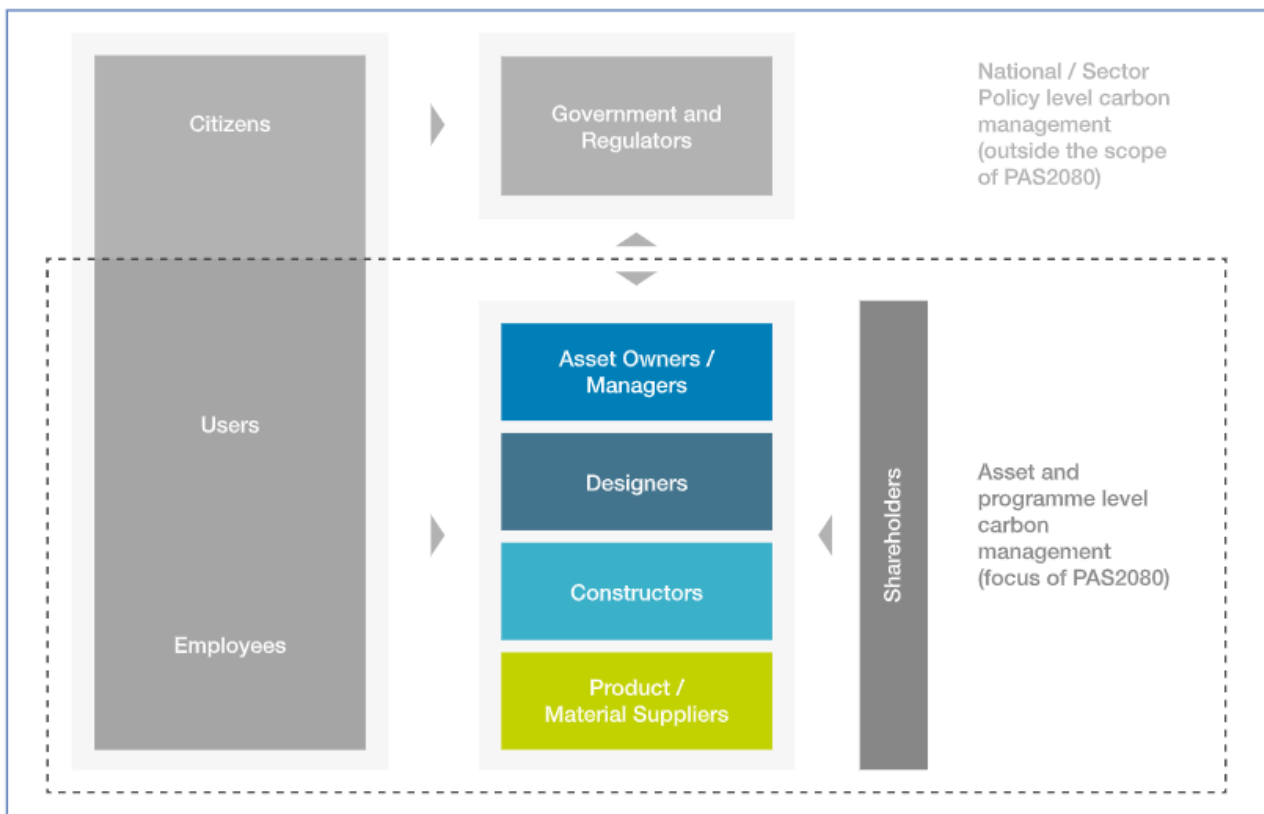 Citizens
Government and
Regulators
National / Sector
Policy level carbon
management
(outside the scope
of PAS2080)
Users
Employees
Asset Owners /
Managers
Designers
Constructors
Product /
Material Suppliers
Shareholders
Asset and
programme level
carbon
management
(focus of PAS2080)